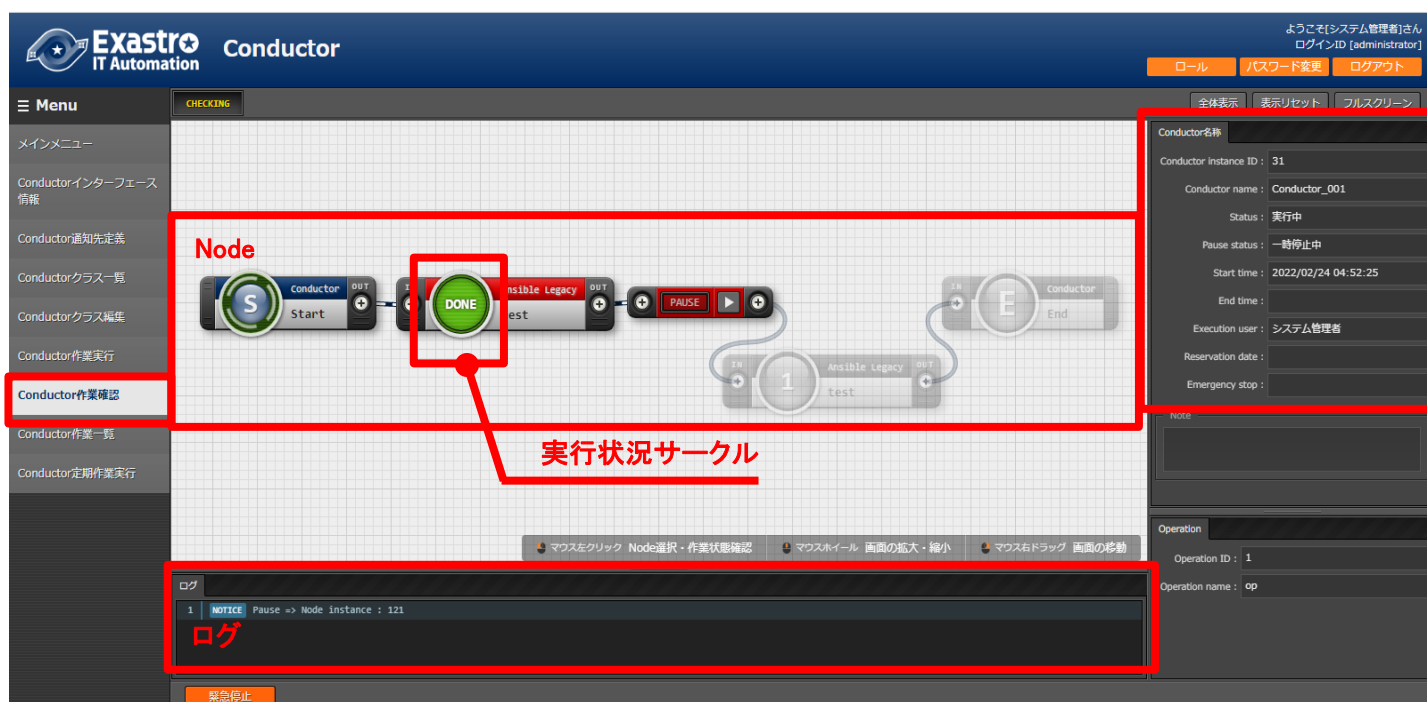 Exastro
IT Automation
Conductor
ようこそ[システム管理者]さん
ログインID [administrator]
ロール
パスワード変更
ログアウト
Menu
CHECKING
全体表示
表示リセット
フルスクリーン
メインメニュー
Conductorインターフェース
情報
Conductor通知先定義
Conductorクラス一覧
Conductorクラス編集
Conductor作業実行
Conductor作業確認
Conductor作業一覧
Conductor定期作業実行
Node
S
Conductor
Start
OUT
DONE
nsible Legacy
est
OUT
PAUSE
IN
1
Ansible Legacy
test
OUT
IN
E
Conductor
End
実行状況サークル
マウス左クリック Node選択・作業状態確認
マウスホイール 画面の拡大・縮小
マウス右ドラッグ 画面の移動
ログ
1 NOTICE Pause => Node instance : 121
ログ
緊急停止
Conductor名称
Conductor instance ID : 31
Conductor name : Conductor_001
Status : 実行中
Pause status : 一時停止中
Start time : 2022/02/24 04:52:25
End time :
Execution user : システム管理者
Reservation date :
Emergency stop :
Note
Operation
Operation ID : 1
Operation name : op